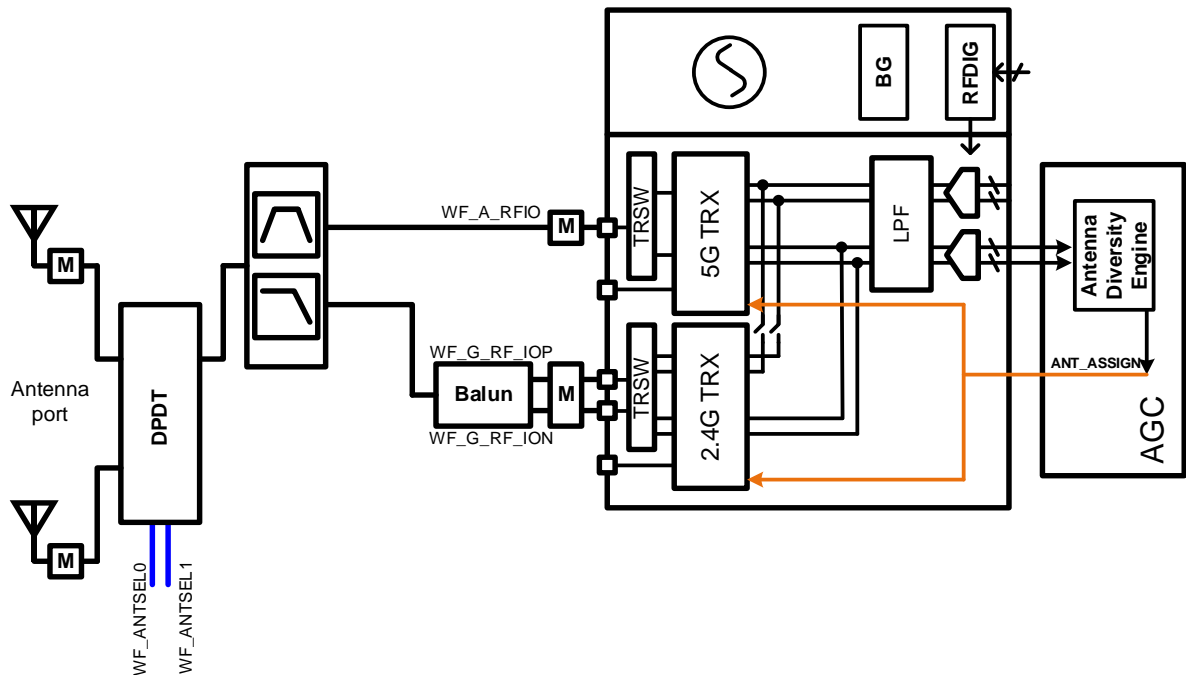 M
Antenna
port
DPDT
M
WF_ANTSEL0
WF_ANTSEL1
WF_A_RFIO
M
WF_G_RF_IOP
Balun
M
WF_G_RF_ION
BG
RFDIG
TRSW
5G TRX
LPF
TRSW
2.4G TRX
Antenna
Diversity
Engine
ANT_ASSIGN
AGC